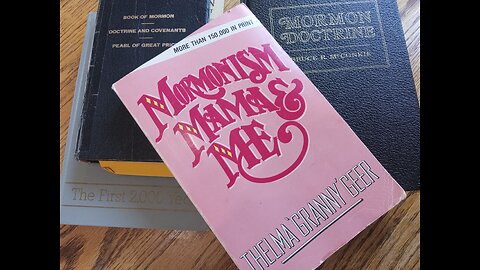 BOOK OF MORMON
DOCTRINE AND COVENANTS
PEARL OF GREAT
MORMON
DOCTRINE
BRUCE R. McCONKIE
MORE THAN 150,000 IN PRINT
MORMONISM
MAMA &
ME
THELMA 'GRANNY' GEER
The First 2,000